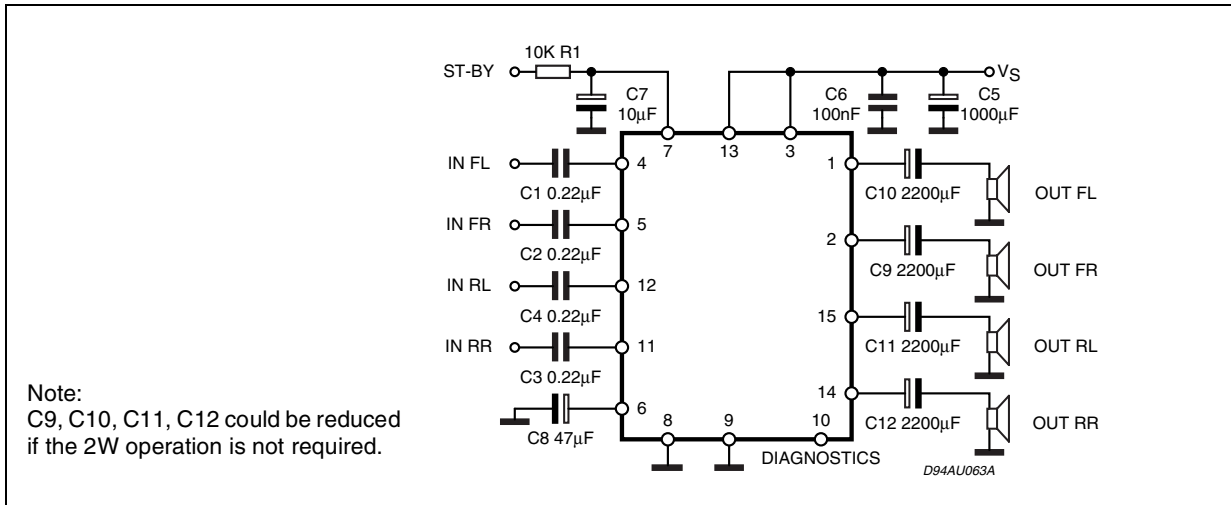 10K R1
ST-BY
VS
C7
10µF
C6
100nF
C5
1000µF
7
13
3
IN FL
4
C1 0.22µF
1
C10 2200µF
OUT FL
IN FR
5
C2 0.22µF
2
C9 2200µF
OUT FR
IN RL
12
C4 0.22µF
15
C11 2200µF
OUT RL
IN RR
11
C3 0.22µF
14
C12 2200µF
OUT RR
6
C8 47µF
8
9
10
DIAGNOSTICS
D94AU063A
Note:
C9, C10, C11, C12 could be reduced
if the 2W operation is not required.